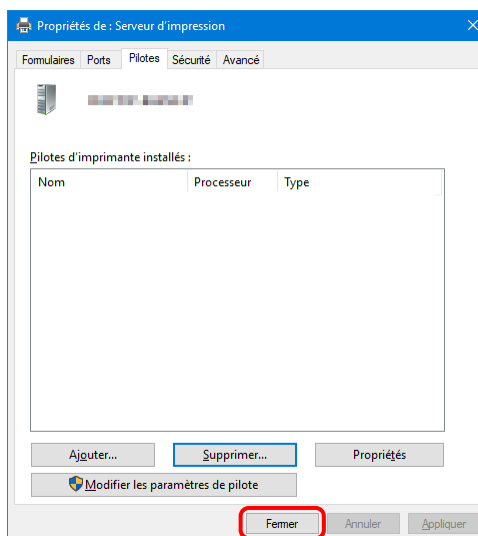 Propriétés de : Serveur d'impression
Formulaires Ports Pilotes Sécurité Avancé
Pilotes d'imprimante installés :
Nom Processeur Type
Ajouter... Supprimer... Propriétés
Modifier les paramètres de pilote
Fermer Annuler Appliquer